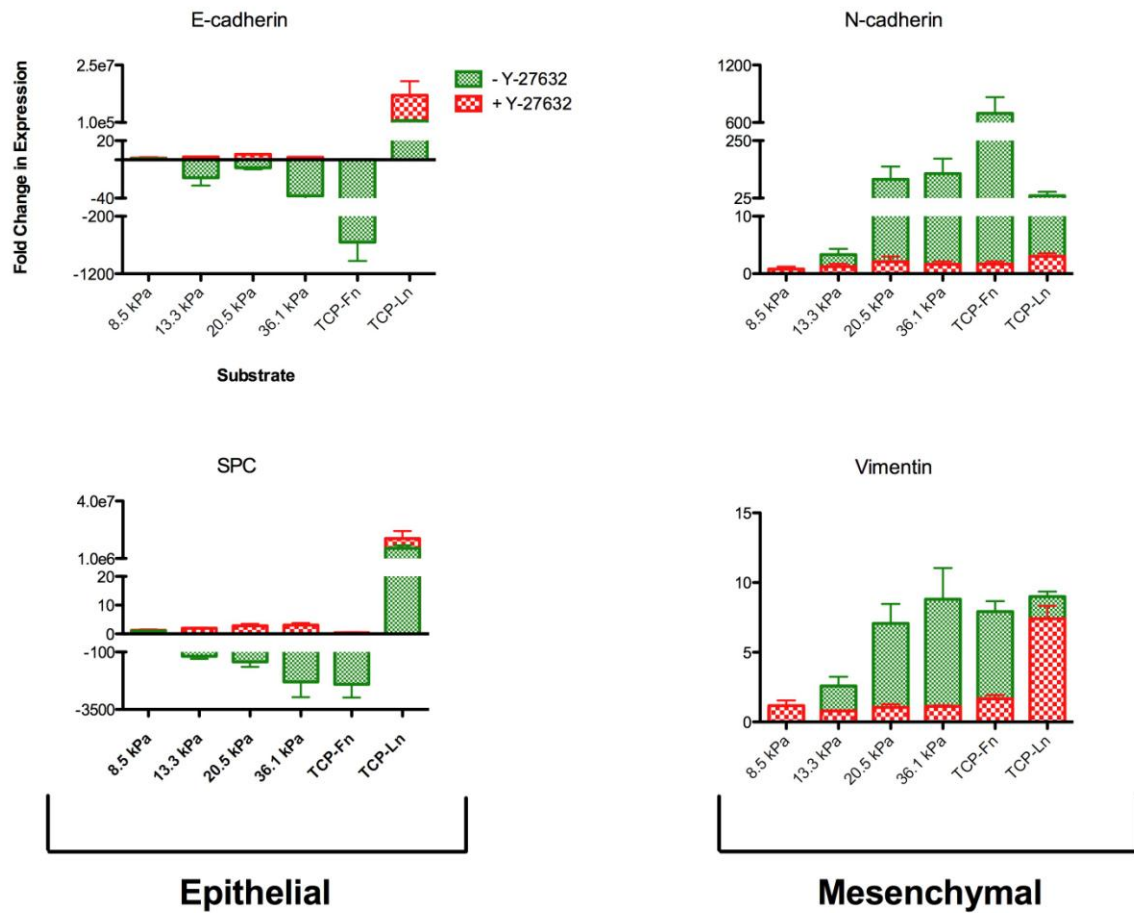 E-cadherin
Fold Change in Expression
2.5e7
1.0e5
20
-40
-200
-1200
- Y-27632
+ Y-27632
8.5 kPa
13.3 kPa
20.5 kPa
36.1 kPa
TCP-Fn
TCP-Ln
Substrate
N-cadherin
1200
600
250
25
10
0
8.5 kPa
13.3 kPa
20.5 kPa
36.1 kPa
TCP-Fn
TCP-Ln
SPC
4.0e7
1.0e6
20
10
0
-100
-3500
8.5 kPa
13.3 kPa
20.5 kPa
36.1 kPa
TCP-Fn
TCP-Ln
Vimentin
15
10
5
0
8.5 kPa
13.3 kPa
20.5 kPa
36.1 kPa
TCP-Fn
TCP-Ln
Epithelial
Mesenchymal